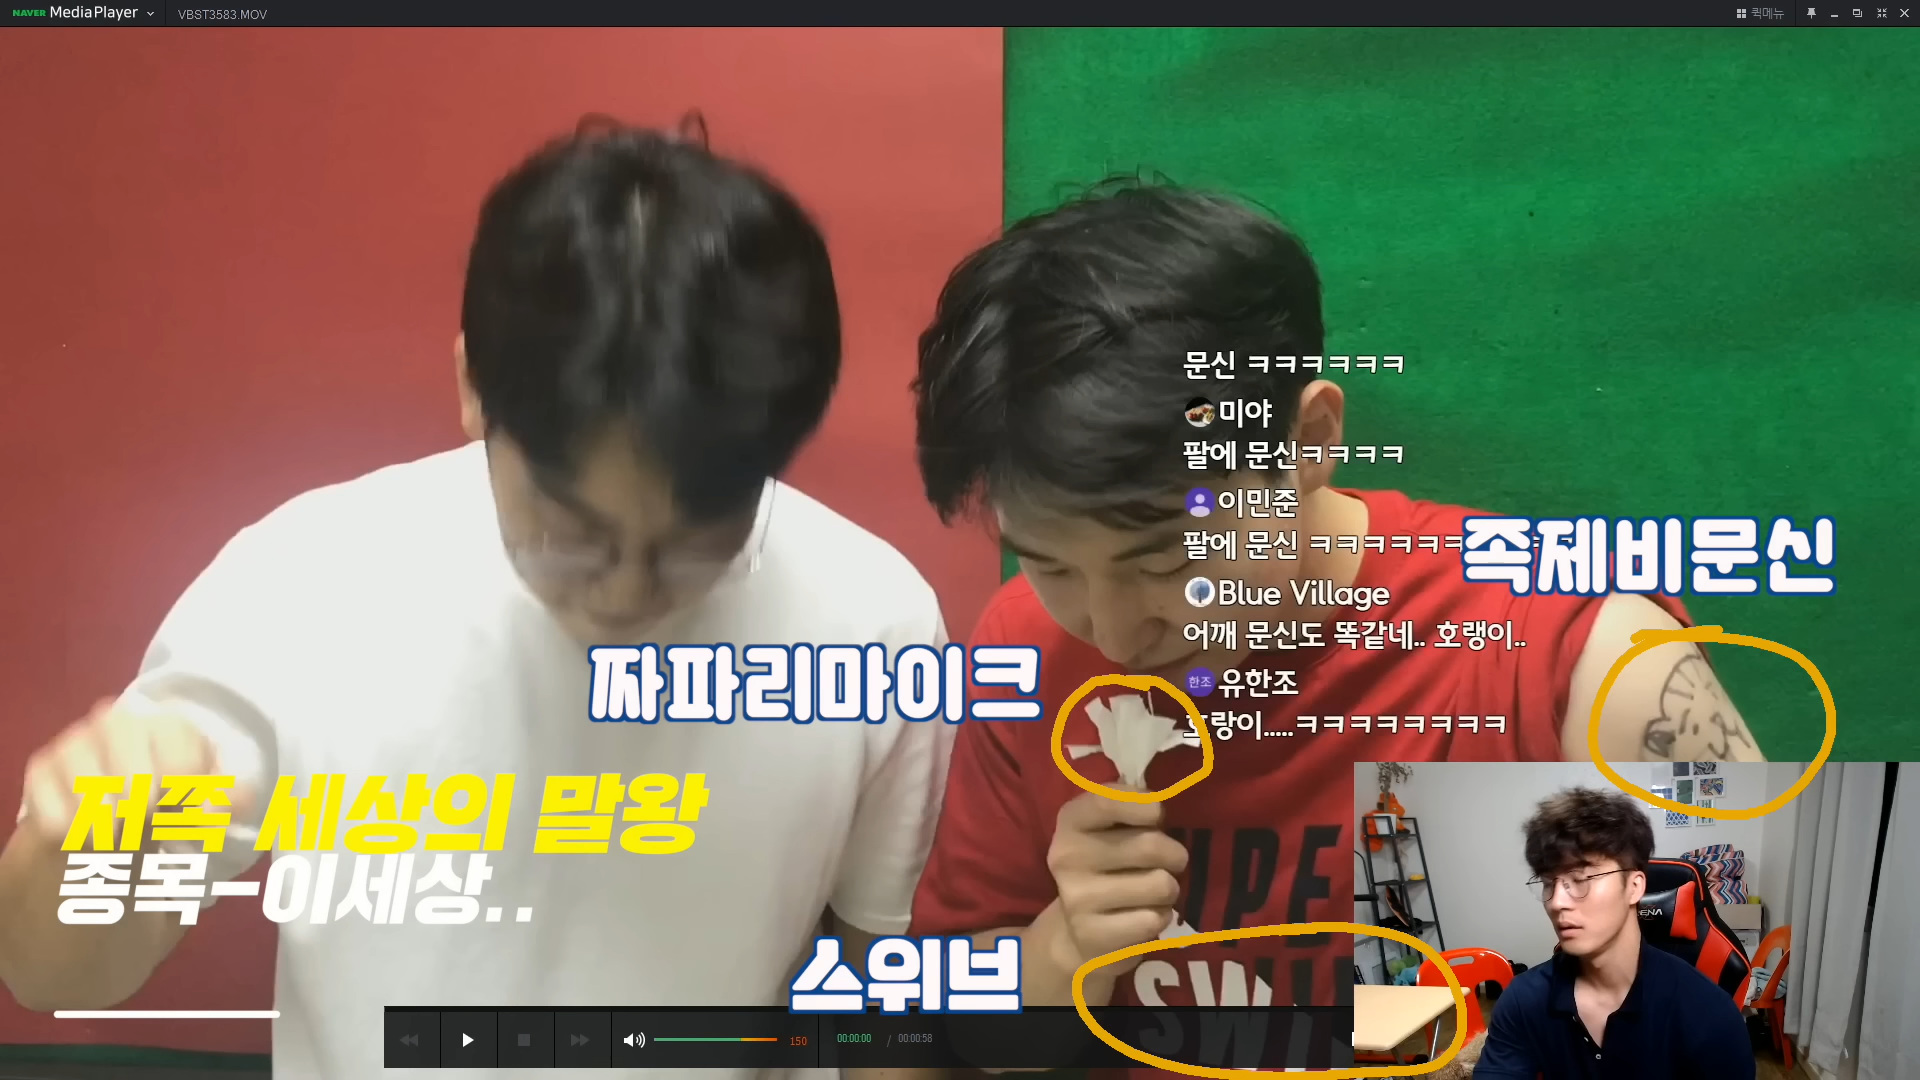 NAVER MediaPlayer
VBST3583.MOV
퀵메뉴
문신 ㅋㅋㅋㅋㅋㅋ
미야
팔에 문신ㅋㅋㅋㅋ
이민준
팔에 문신 ㅋㅋㅋㅋㅋㅋ
족제비문신
Blue Village
어깨 문신도 똑같네.. 호랭이..
한조 유한조
호랑이.....ㅋㅋㅋㅋㅋㅋㅋㅋ
짜파리마이크
저쪽 세상의 말왕
종목-이세상..
스위브
SW
150
00:00:00 / 00:00:58